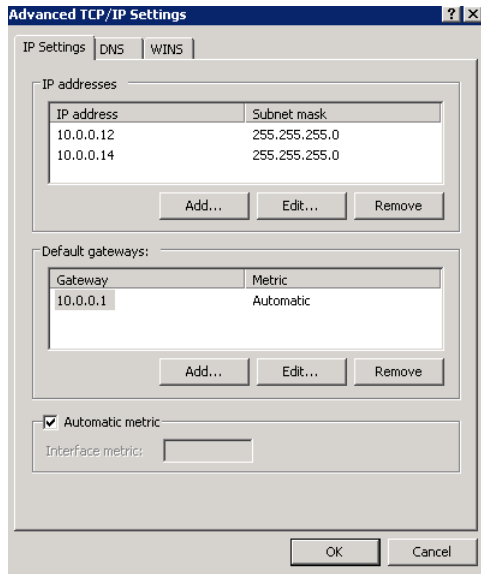 Advanced TCP/IP Settings
IP Settings DNS WINS
IP addresses
IP address Subnet mask
10.0.0.12 255.255.255.0
10.0.0.14 255.255.255.0
Add... Edit... Remove
Default gateways:
Gateway Metric
10.0.0.1 Automatic
Add... Edit... Remove
Automatic metric
Interface metric:
OK Cancel